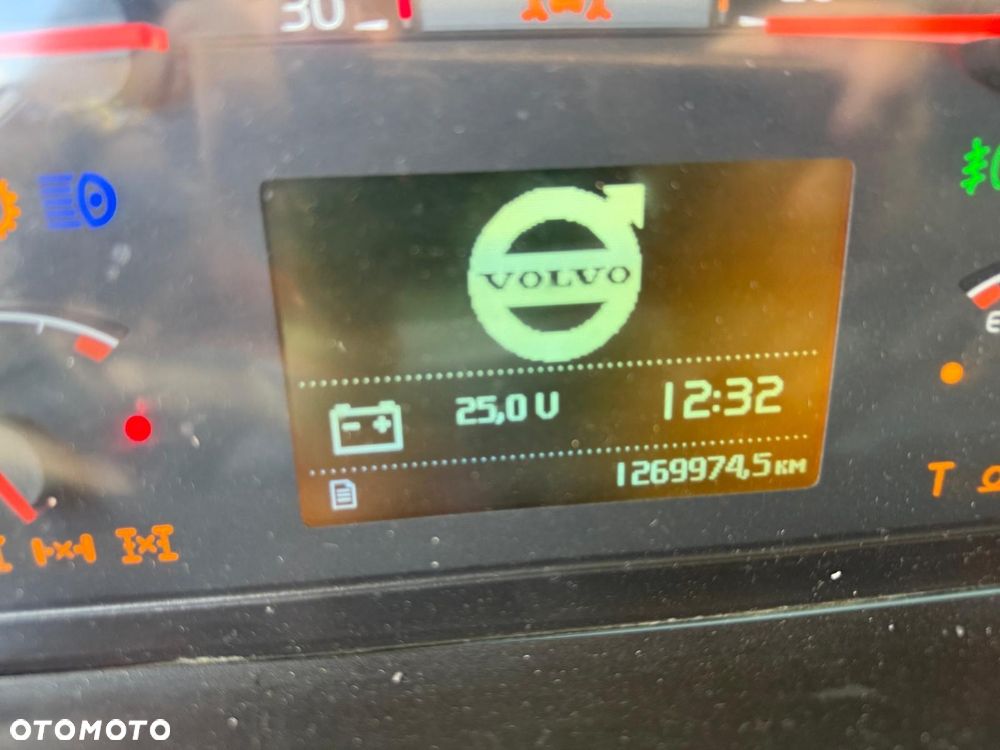 30
VOLVO
25,0 V
12:32
1269974,5 KM
T
OTOMOTO